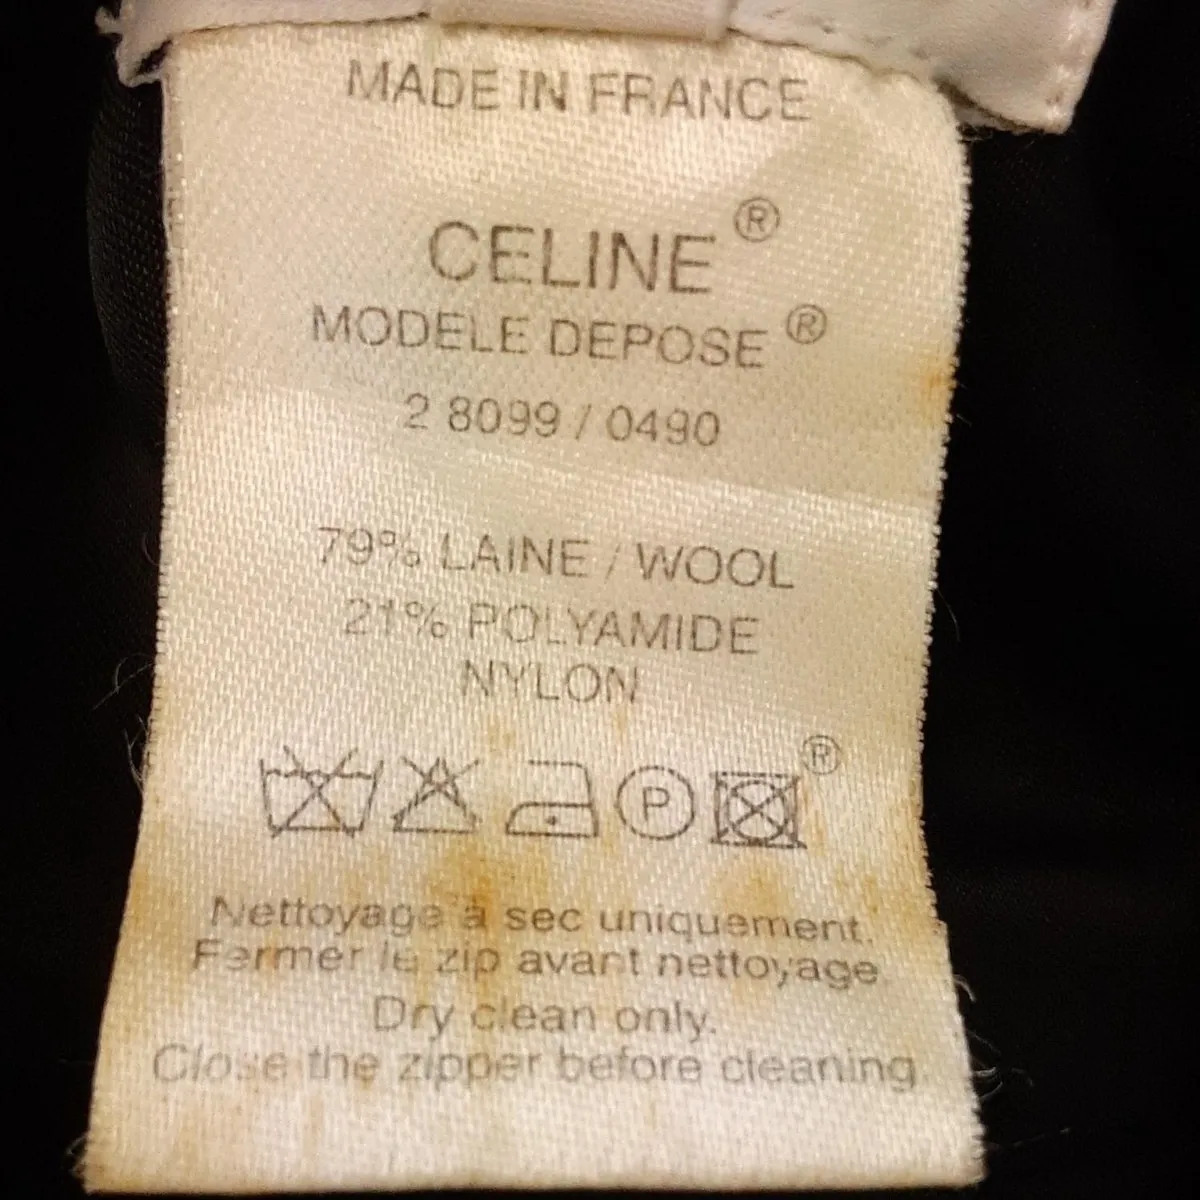 MADE IN FRANCE
CELINE ®
MODELE DEPOSE ®
2 8099 / 0490
79% LAINE / WOOL
21% POLYAMIDE
NYLON
P ®
Nettoyage à sec uniquement.
Fermer le zip avant nettoyage.
Dry clean only.
Close the zipper before cleaning.